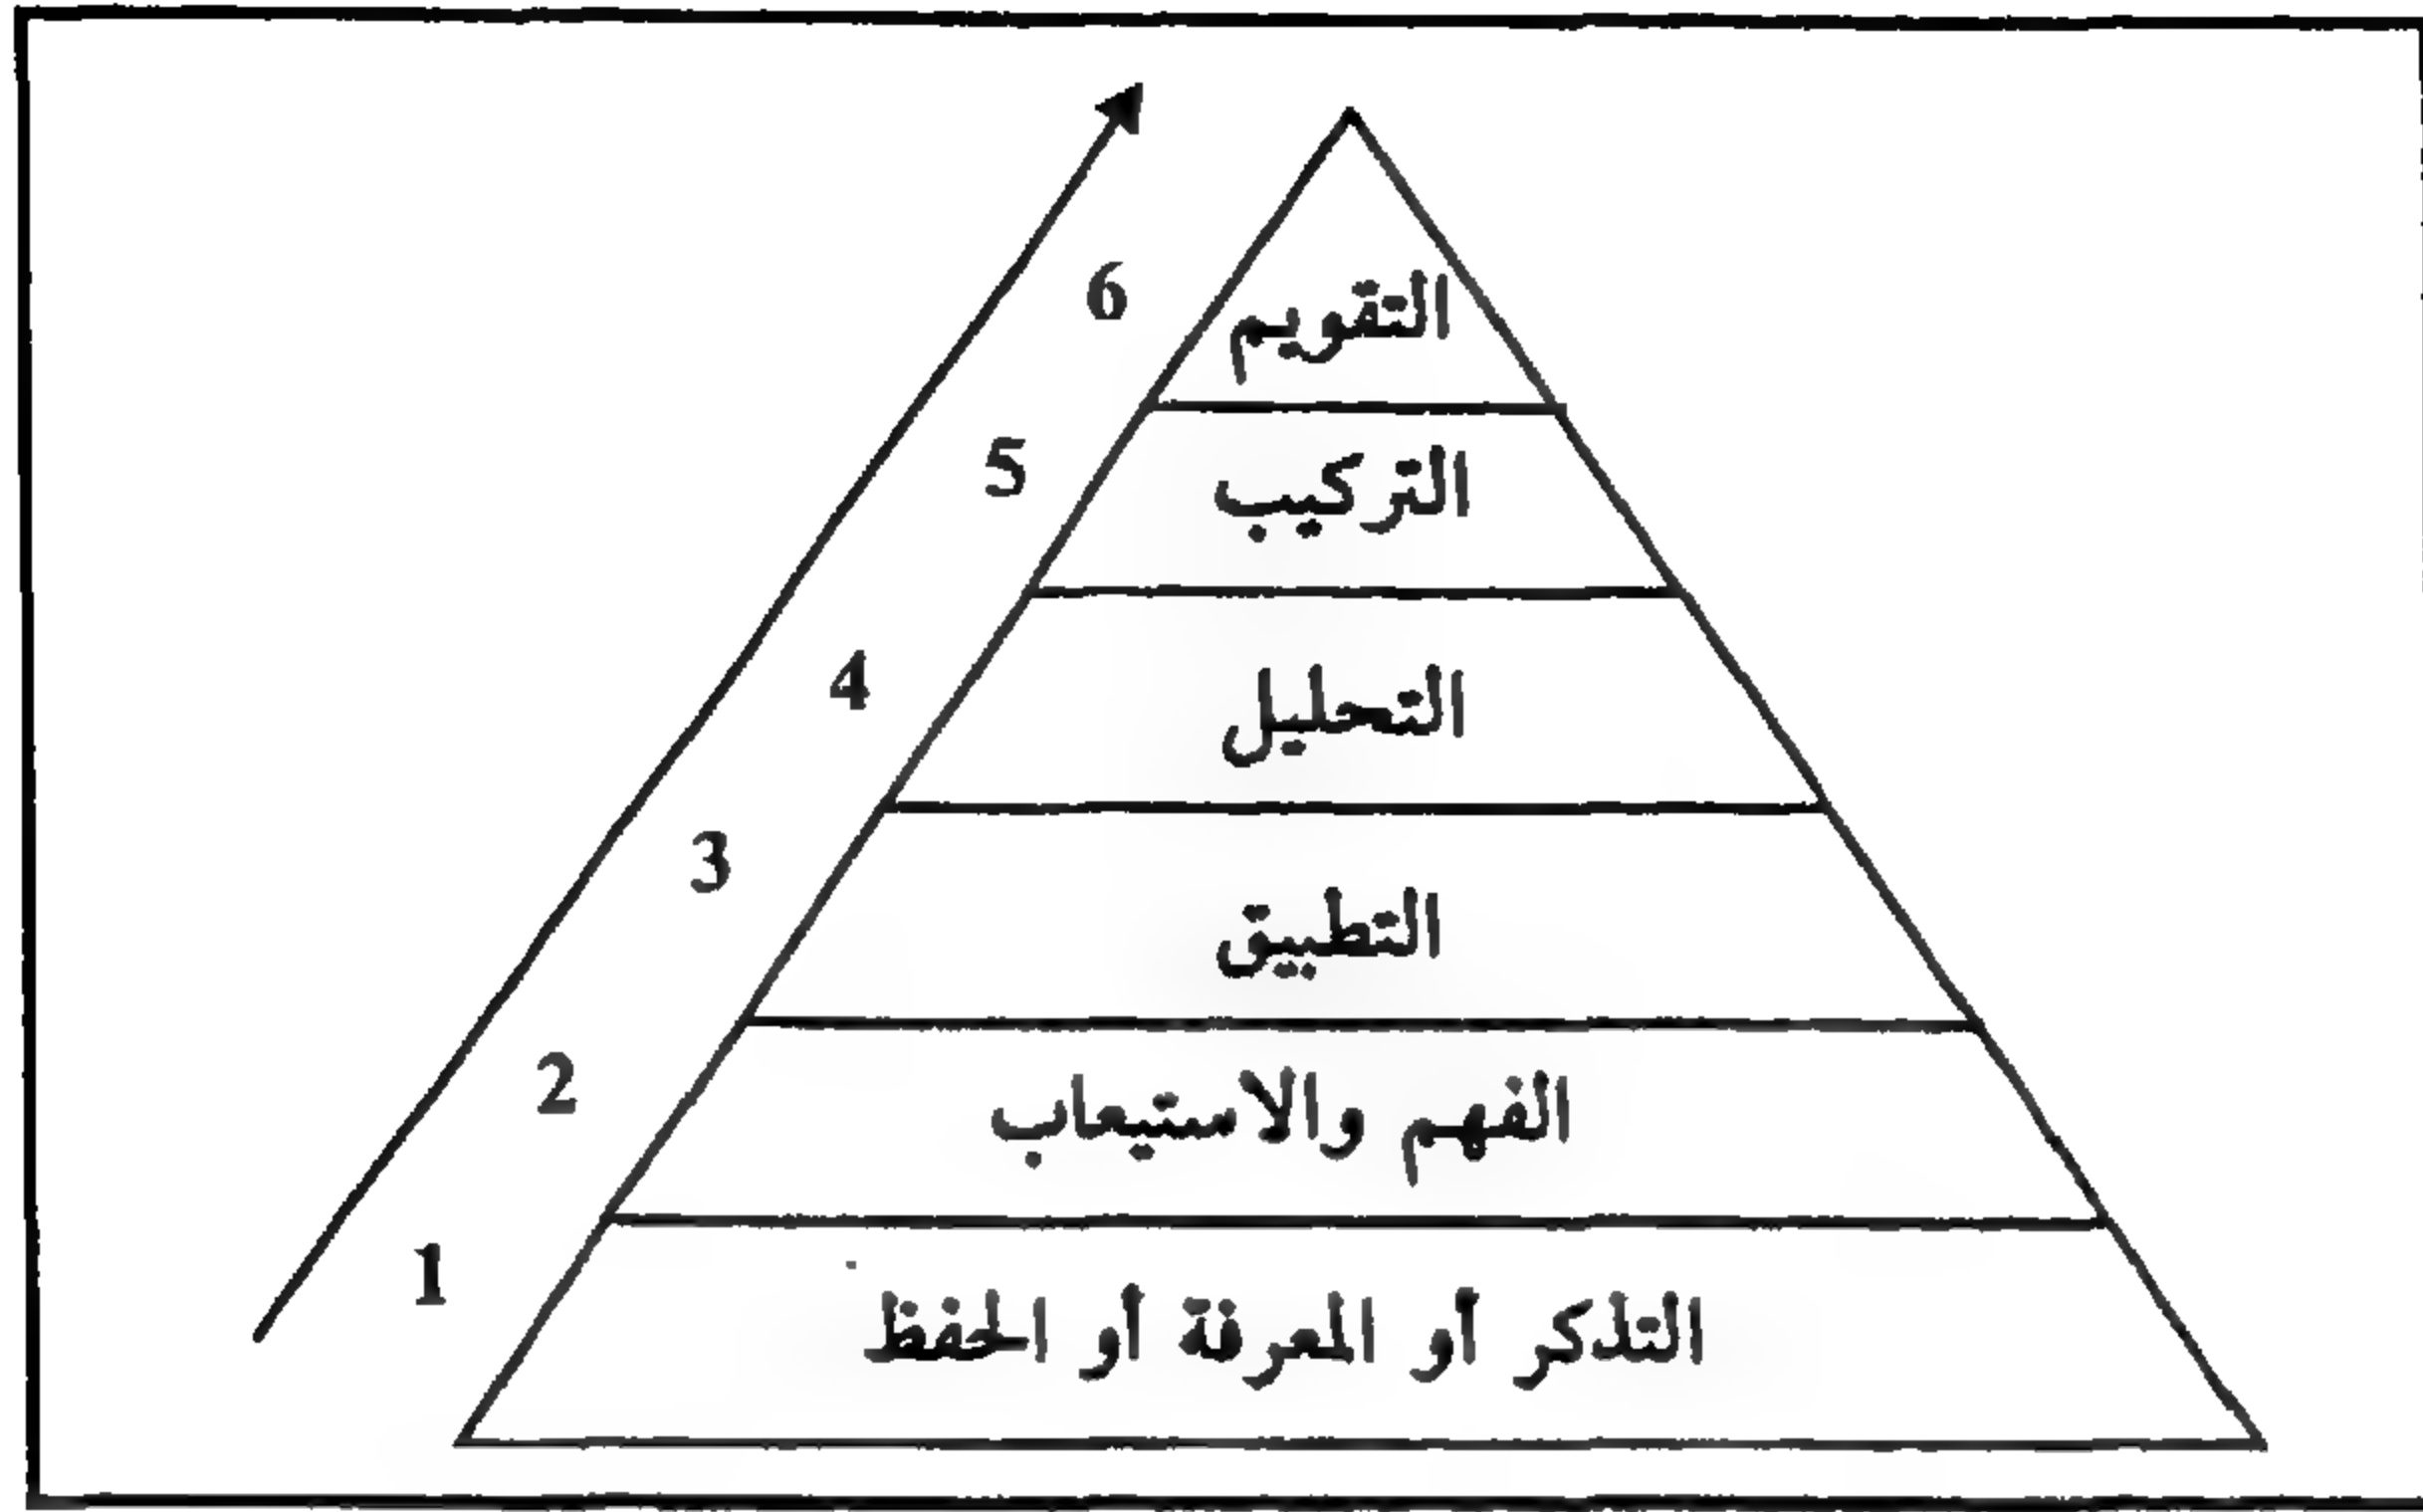 6 التقويم
5 التركيب
4 التحليل
3 التطبيق
2 الفهم والاستيعاب
1 التذكر أو المعرفة أو الحفظ